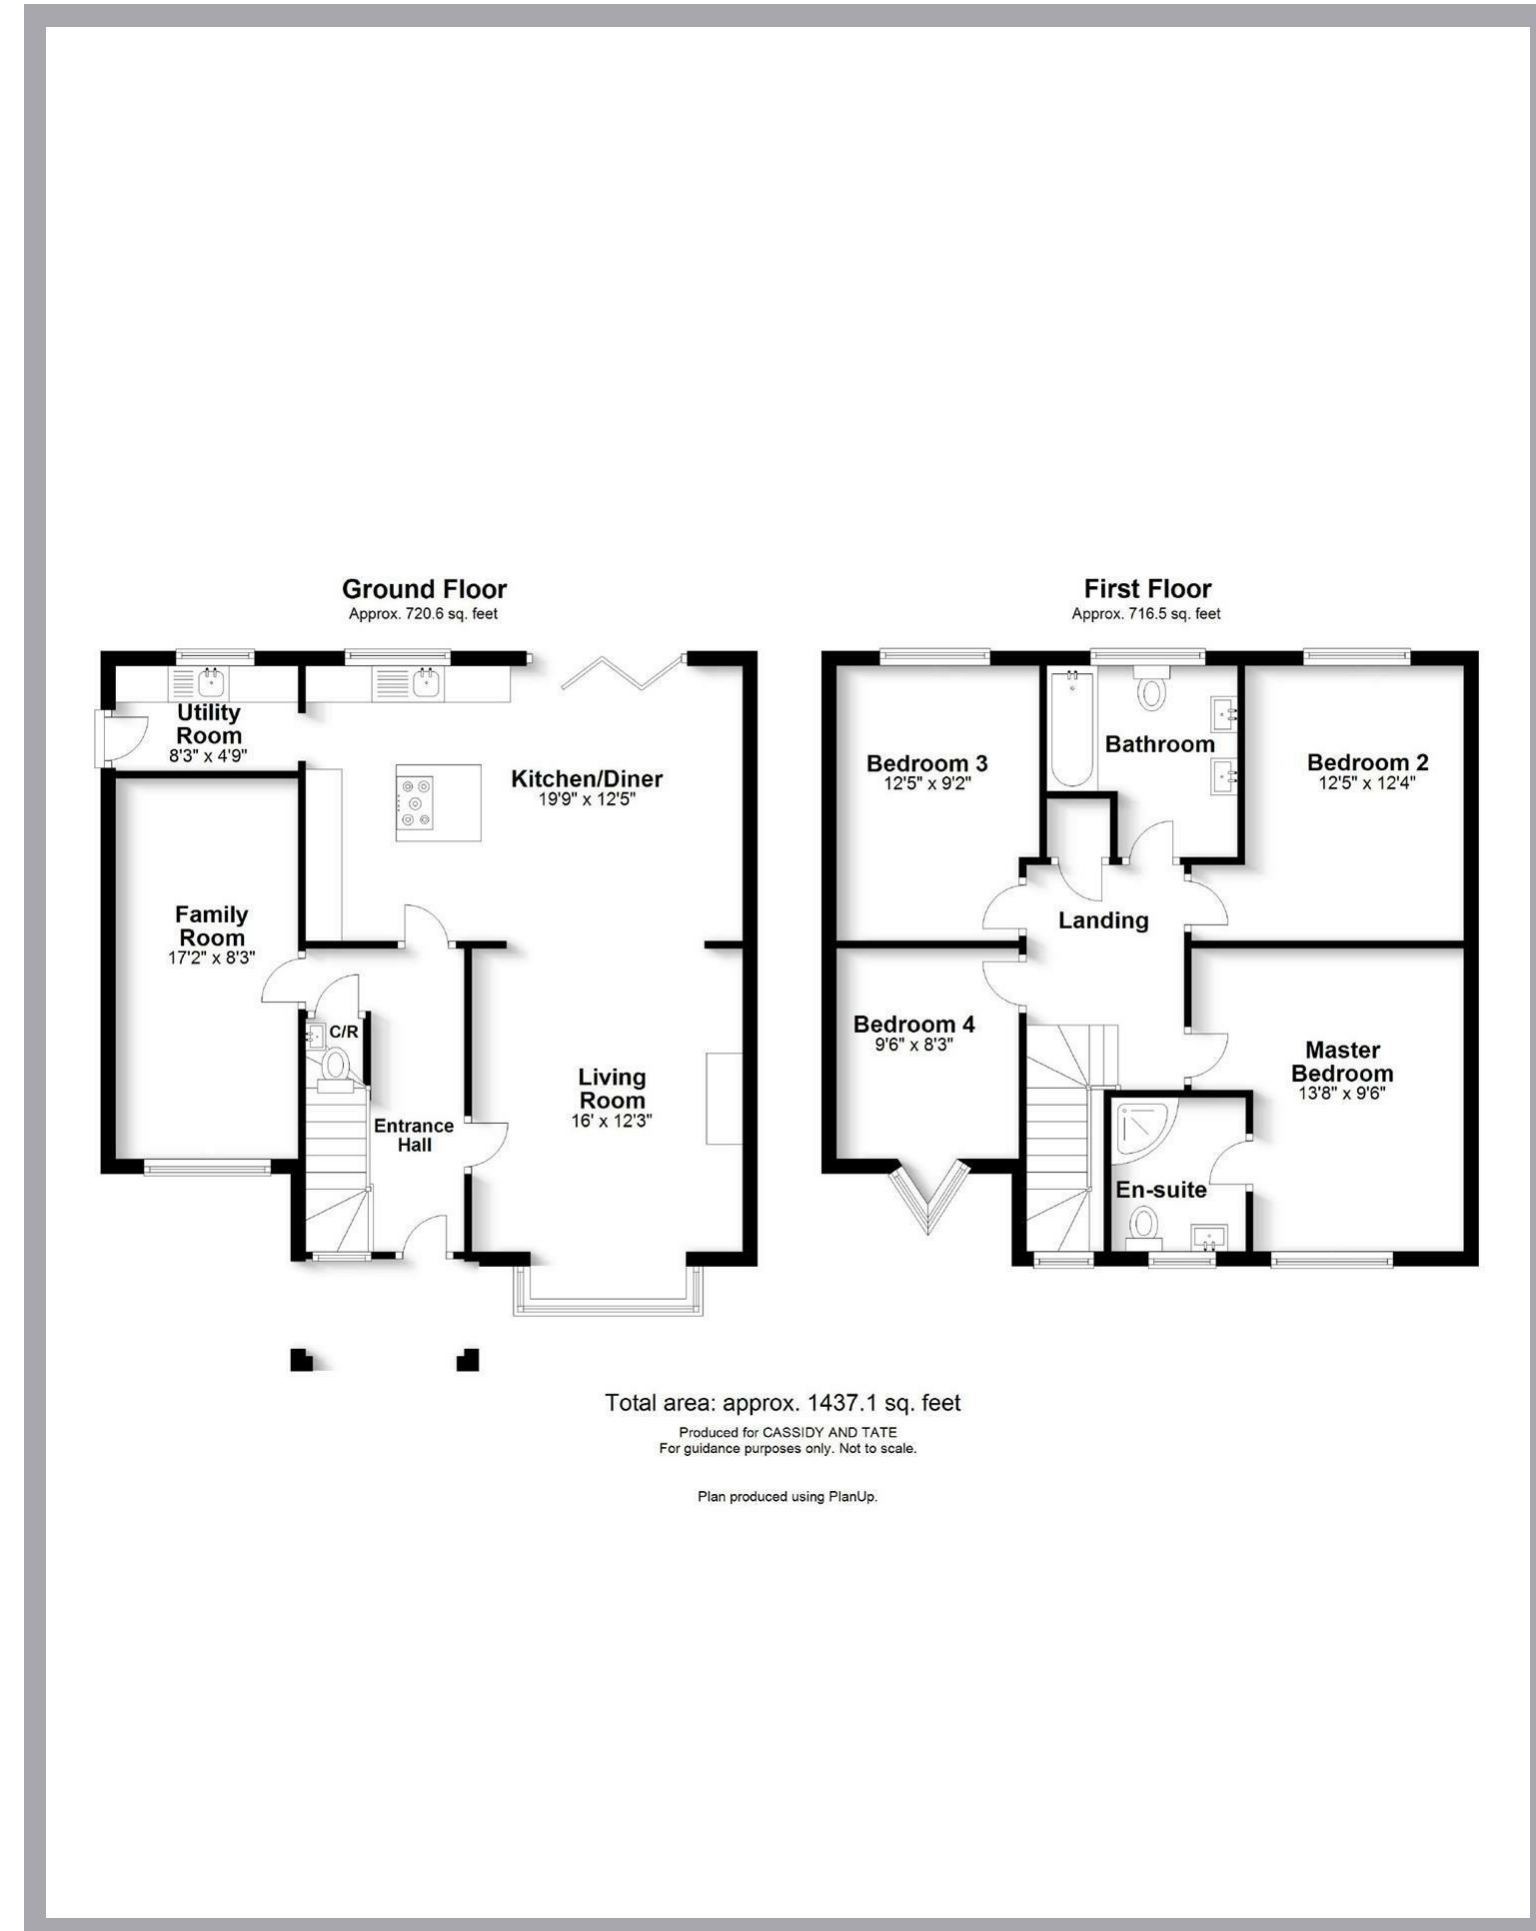 Ground Floor
Approx. 720.6 sq. feet
Utility
Room
8'3" x 4'9"
Kitchen/Diner
19'9" x 12'5"
Family
Room
17'2" x 8'3"
C/R
Living
Room
16' x 12'3"
Entrance
Hall
First Floor
Approx. 716.5 sq. feet
Bedroom 3
12'5" x 9'2"
Bathroom
Bedroom 2
12'5" x 12'4"
Landing
Bedroom 4
9'6" x 8'3"
Master
Bedroom
13'8" x 9'6"
En-suite
Total area: approx. 1437.1 sq. feet
Produced for CASSIDY AND TATE
For guidance purposes only. Not to scale.
Plan produced using PlanUp.